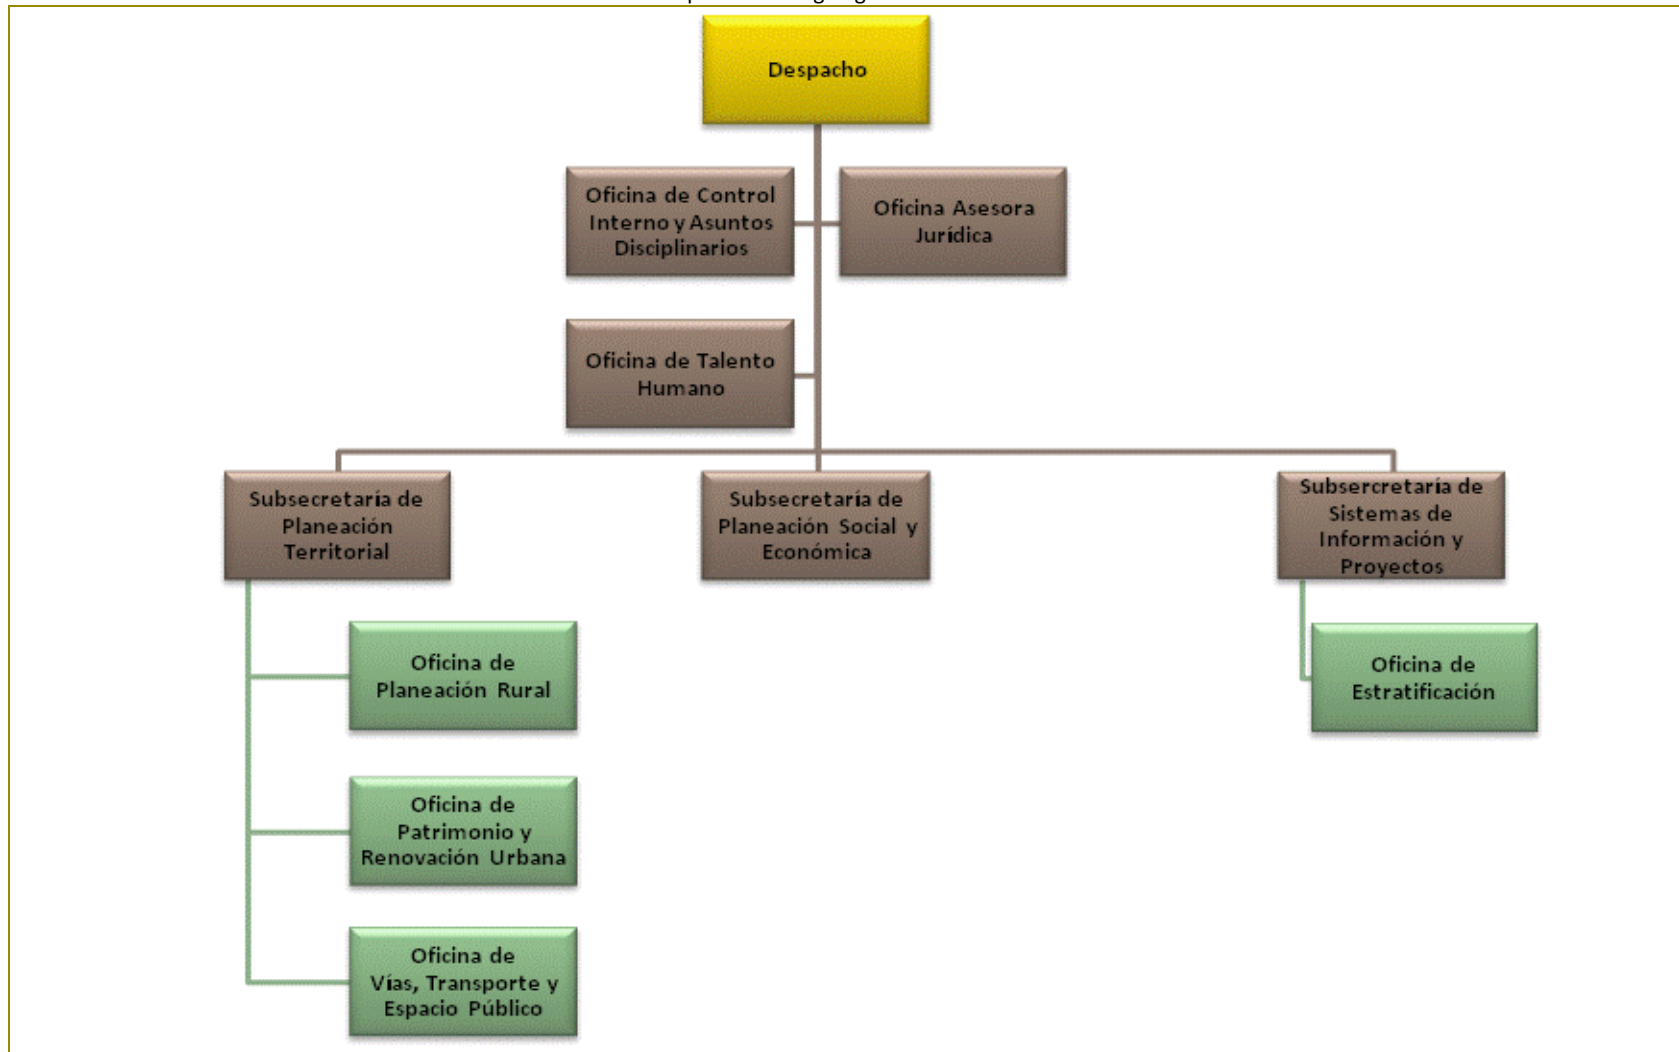 Despacho
Oficina de Control
Interno y Asuntos
Disciplinarios
Oficina Asesora
Jurídica
Oficina de Talento
Humano
Subsecretaría de
Planeación
Territorial
Subsecretaría de
Planeación Social y
Económica
Subsercretaría de
Sistemas de
Información y
Proyectos
Oficina de
Planeación Rural
Oficina de
Estratificación
Oficina de
Patrimonio y
Renovación Urbana
Oficina de
Vías, Transporte y
Espacio Público